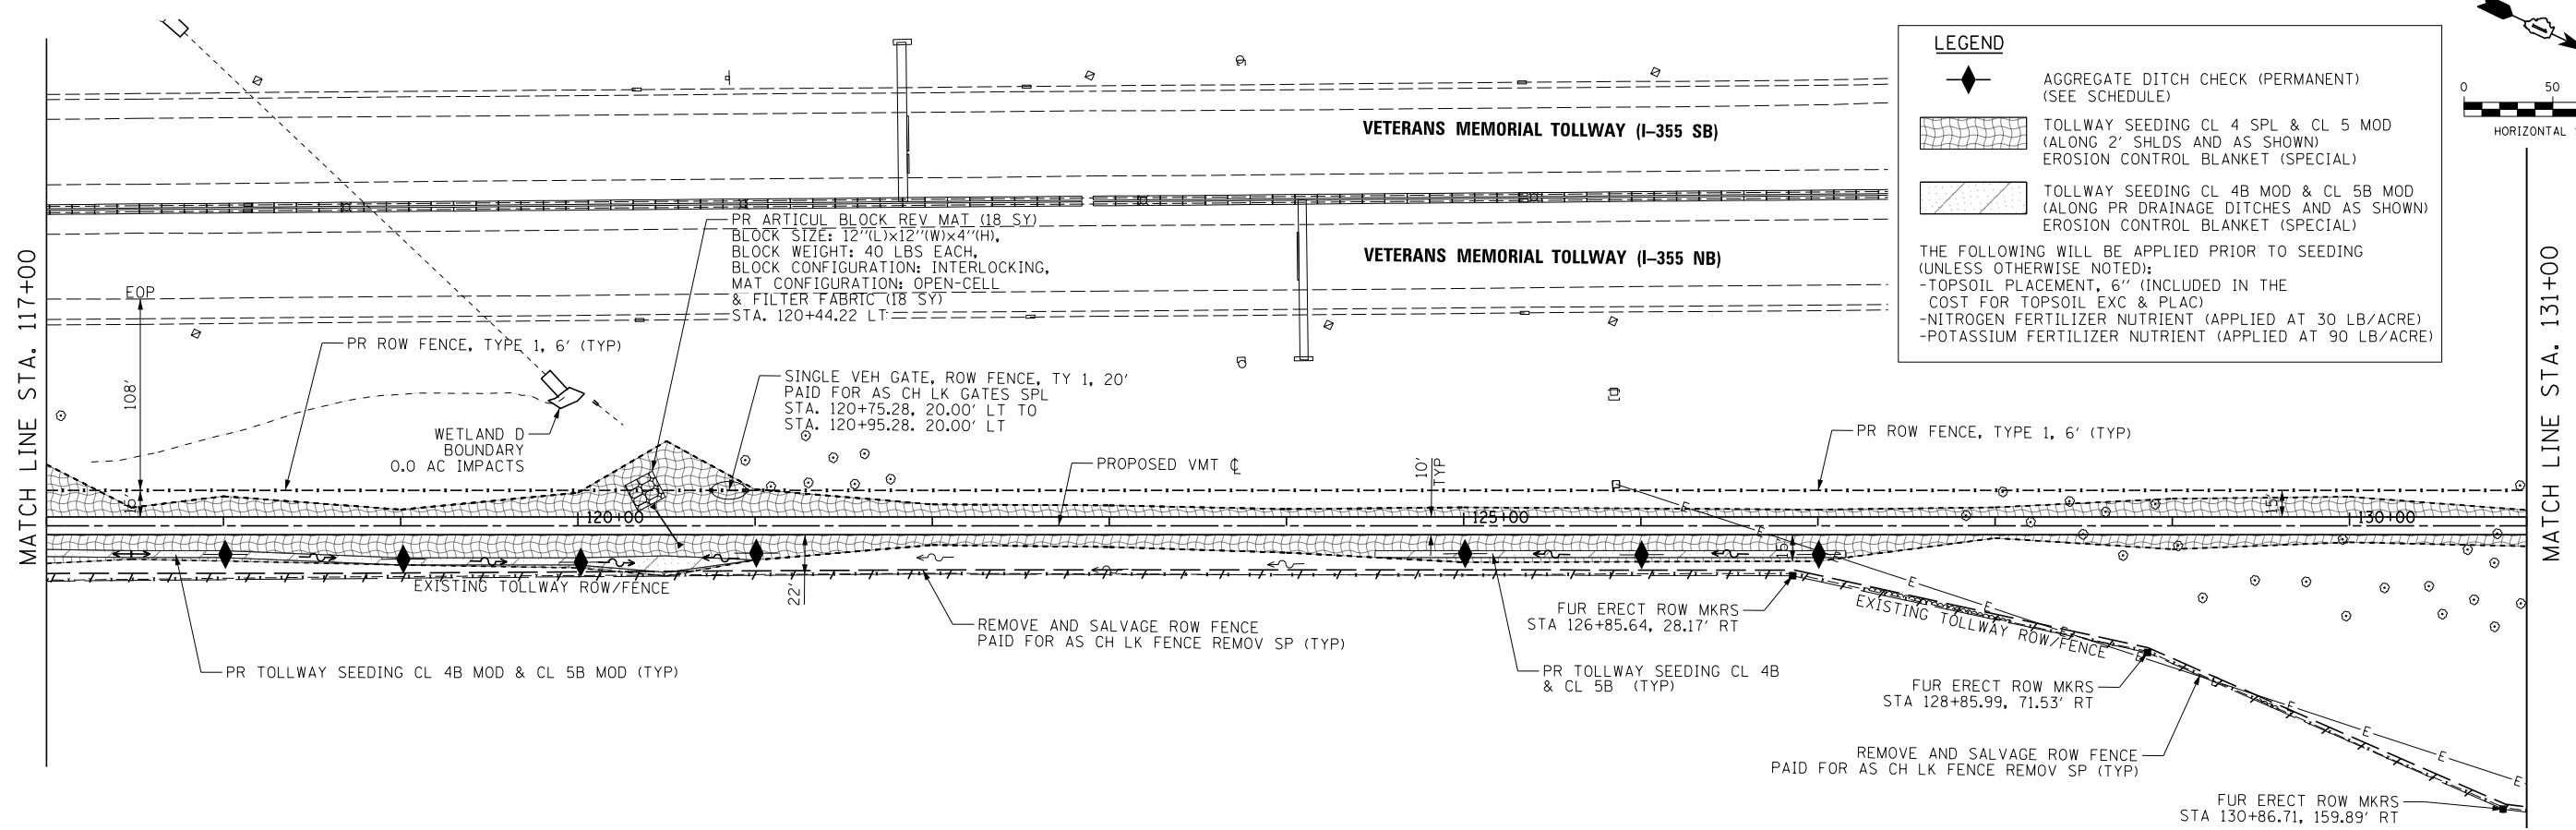 LEGEND
AGGREGATE DITCH CHECK (PERMANENT)
(SEE SCHEDULE)
TOLLWAY SEEDING CL 4 SPL & CL 5 MOD
(ALONG 2' SHLDS AND AS SHOWN)
EROSION CONTROL BLANKET (SPECIAL)
TOLLWAY SEEDING CL 4B MOD & CL 5B MOD
(ALONG PR DRAINAGE DITCHES AND AS SHOWN)
EROSION CONTROL BLANKET (SPECIAL)
THE FOLLOWING WILL BE APPLIED PRIOR TO SEEDING
(UNLESS OTHERWISE NOTED):
-TOPSOIL PLACEMENT, 6'' (INCLUDED IN THE
COST FOR TOPSOIL EXC & PLAC)
-NITROGEN FERTILIZER NUTRIENT (APPLIED AT 30 LB/ACRE)
-POTASSIUM FERTILIZER NUTRIENT (APPLIED AT 90 LB/ACRE)
0 50
HORIZONTAL
VETERANS MEMORIAL TOLLWAY (I-355 SB)
VETERANS MEMORIAL TOLLWAY (I-355 NB)
MATCH LINE STA. 117+00
MATCH LINE STA. 131+00
PR ARTICUL BLOCK REV MAT (18 SY)
BLOCK SIZE: 12''(L)x12''(W)x4''(H),
BLOCK WEIGHT: 40 LBS EACH,
BLOCK CONFIGURATION: INTERLOCKING,
MAT CONFIGURATION: OPEN-CELL
& FILTER FABRIC (18 SY)
STA. 120+44.22 LT
EOP
108'
PR ROW FENCE, TYPE 1, 6' (TYP)
SINGLE VEH GATE, ROW FENCE, TY 1, 20'
PAID FOR AS CH LK GATES SPL
STA. 120+75.28, 20.00' LT TO
STA. 120+95.28. 20.00' LT
WETLAND D
BOUNDARY
0.0 AC IMPACTS
PROPOSED VMT ℄
10'
TYP
PR ROW FENCE, TYPE 1, 6' (TYP)
16'
15'
120+00
125+00
130+00
15'
E
E
E
E
E
E
E
E
E
E
22'
EXISTING TOLLWAY ROW/FENCE
REMOVE AND SALVAGE ROW FENCE
PAID FOR AS CH LK FENCE REMOV SP (TYP)
FUR ERECT ROW MKRS
STA 126+85.64, 28.17' RT
EXISTING TOLLWAY ROW/FENCE
PR TOLLWAY SEEDING CL 4B MOD & CL 5B MOD (TYP)
PR TOLLWAY SEEDING CL 4B
& CL 5B (TYP)
FUR ERECT ROW MKRS
STA 128+85.99, 71.53' RT
REMOVE AND SALVAGE ROW FENCE
PAID FOR AS CH LK FENCE REMOV SP (TYP)
FUR ERECT ROW MKRS
STA 130+86.71, 159.89' RT